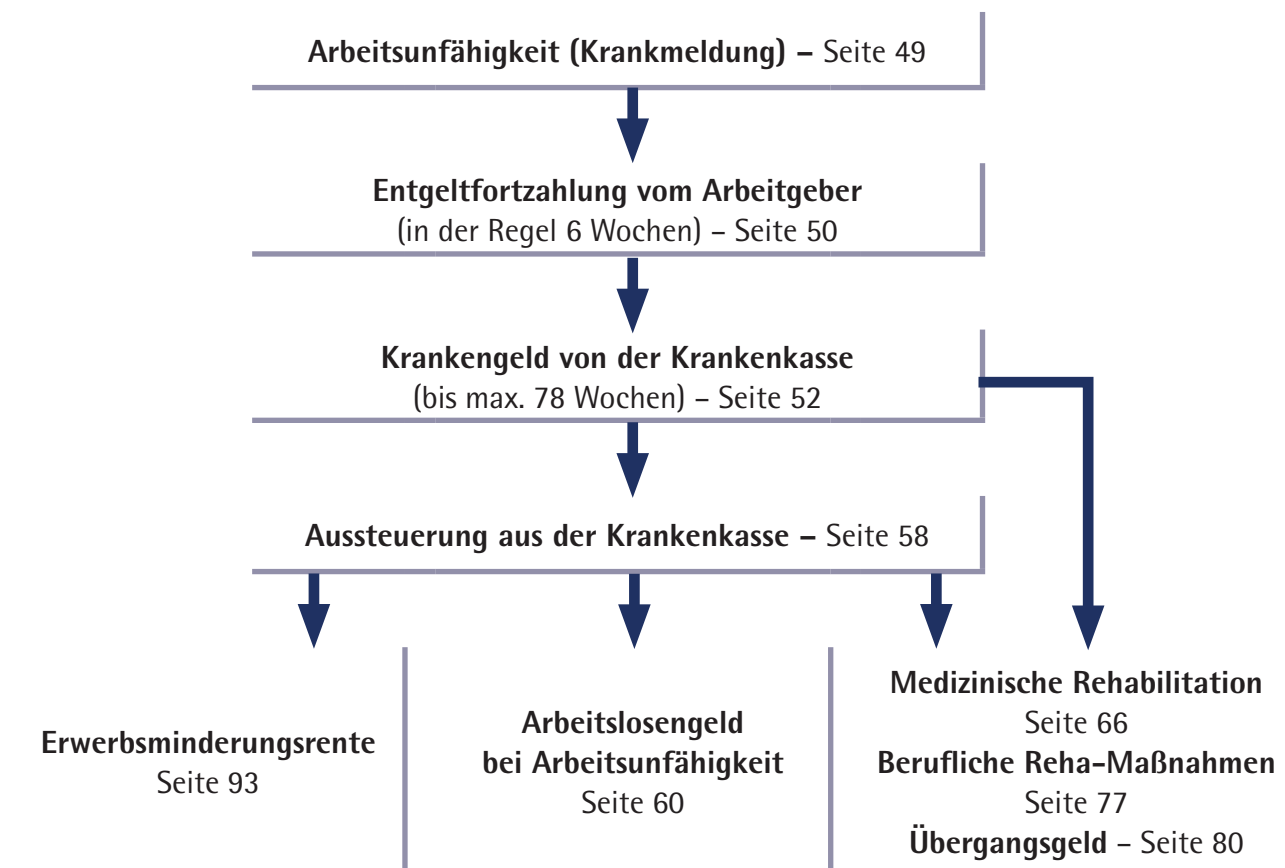 Arbeitsunfähigkeit (Krankmeldung) – Seite 49
Entgeltfortzahlung vom Arbeitgeber
(in der Regel 6 Wochen) – Seite 50
Krankengeld von der Krankenkasse
(bis max. 78 Wochen) – Seite 52
Aussteuerung aus der Krankenkasse – Seite 58
Erwerbsminderungsrente
Seite 93
Arbeitslosengeld
bei Arbeitsunfähigkeit
Seite 60
Medizinische Rehabilitation
Seite 66
Berufliche Reha-Maßnahmen
Seite 77
Übergangsgeld – Seite 80